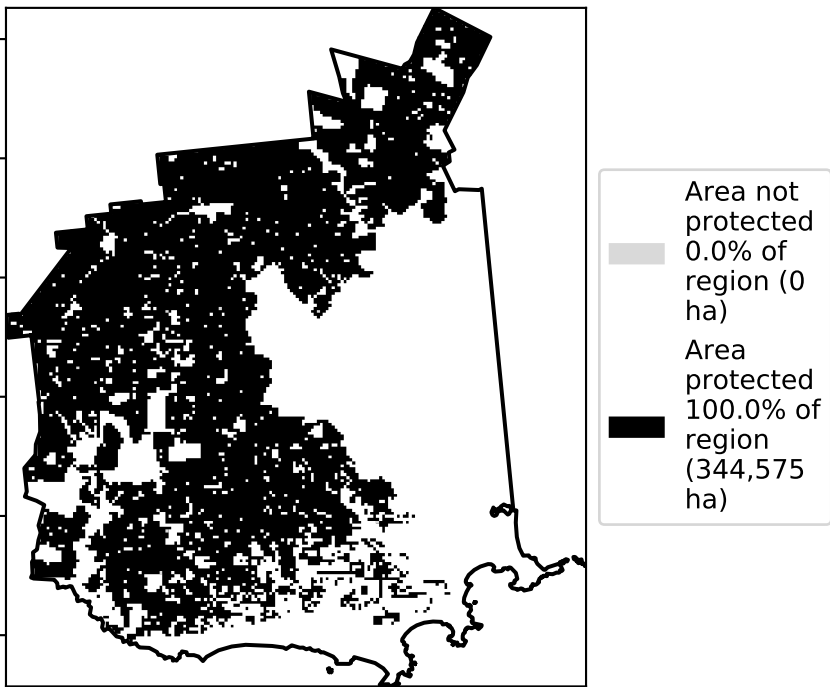 Area not
protected
0.0% of
region (0
ha)
Area
protected
100.0% of
region
(344,575
ha)